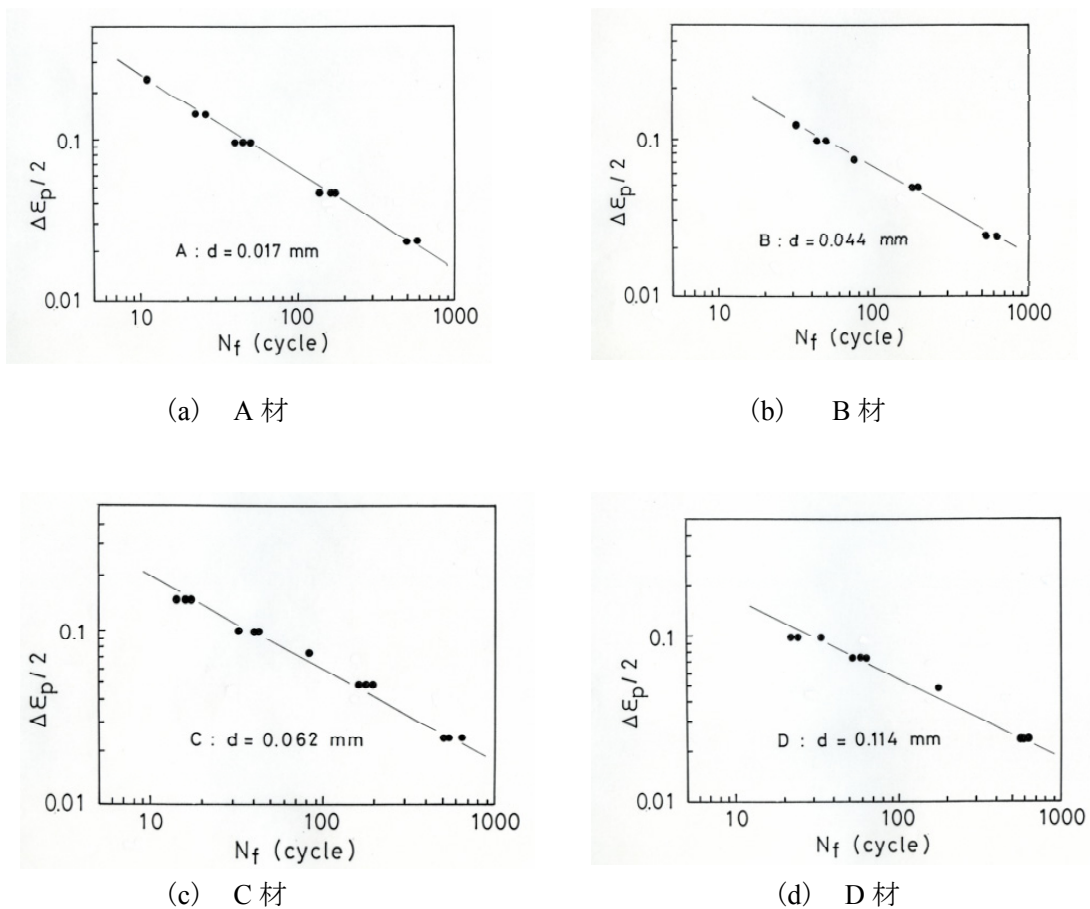 Δεp/2
0.1
0.01
A : d = 0.017 mm
10 100 1000
Nf (cycle)
(a) A 材
Δεp/2
0.1
0.01
B : d = 0.044 mm
10 100 1000
Nf (cycle)
(b) B 材
Δεp/2
0.1
0.01
C : d = 0.062 mm
10 100 1000
Nf (cycle)
(c) C 材
Δεp/2
0.1
0.01
D : d = 0.114 mm
10 100 1000
Nf (cycle)
(d) D 材